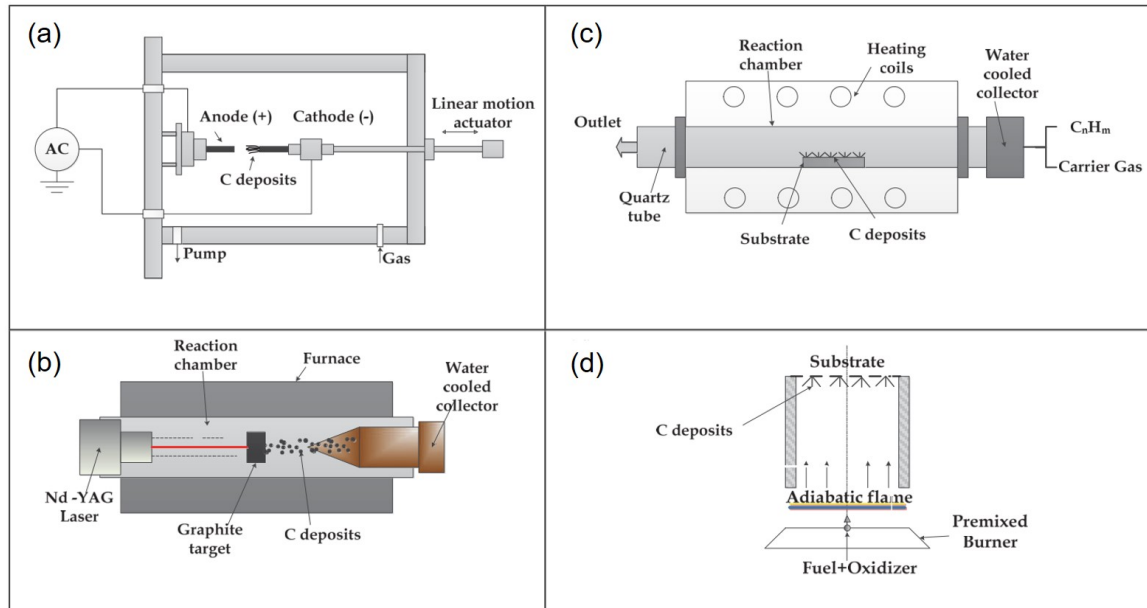 (a)
Anode (+)
Cathode (-)
Linear motion
actuator
AC
C deposits
Pump
Gas
(c)
Reaction
chamber
Heating
coils
Water
cooled
collector
Outlet
CnHm
Carrier Gas
Quartz
tube
Substrate
C deposits
(b)
Reaction
chamber
Furnace
Water
cooled
collector
Nd -YAG
Laser
Graphite
target
C deposits
(d)
Substrate
C deposits
Adiabatic flame
Premixed
Burner
Fuel+Oxidizer